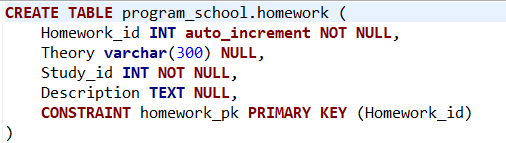 CREATE TABLE program_school.homework (
    Homework_id INT auto_increment NOT NULL,
    Theory varchar(300) NULL,
    Study_id INT NOT NULL,
    Description TEXT NULL,
    CONSTRAINT homework_pk PRIMARY KEY (Homework_id)
)